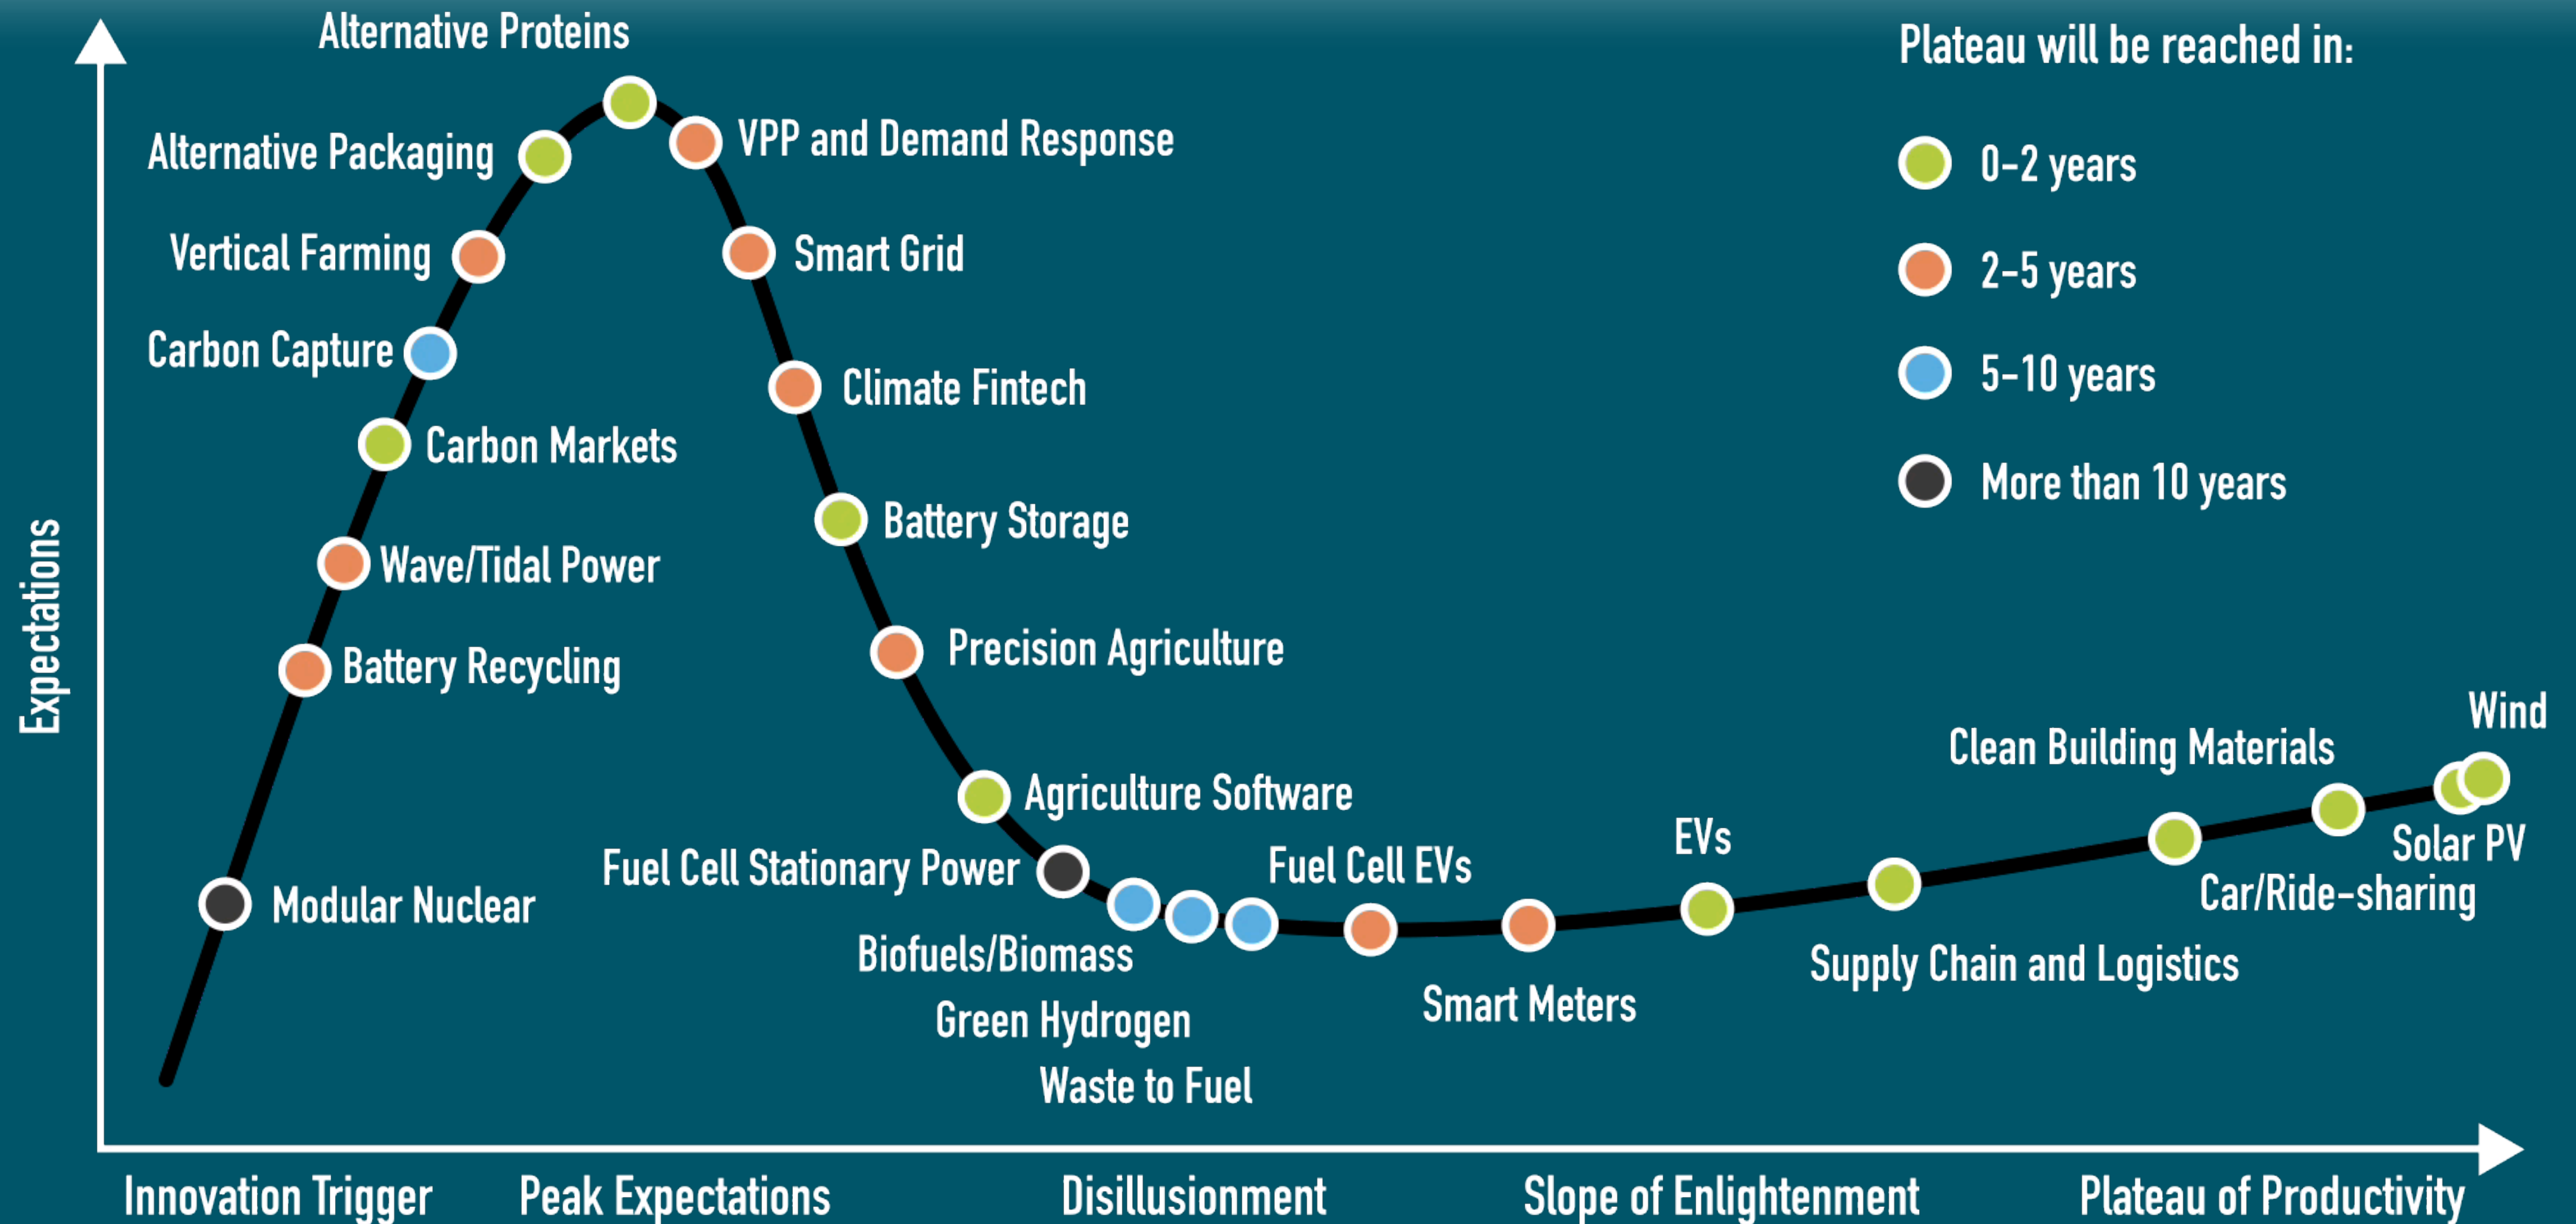 Alternative Proteins
Plateau will be reached in:
Alternative Packaging
VPP and Demand Response
0-2 years
Vertical Farming
Smart Grid
2-5 years
Carbon Capture
Climate Fintech
5-10 years
Carbon Markets
More than 10 years
Battery Storage
Wave/Tidal Power
Expectations
Battery Recycling
Precision Agriculture
Wind
Clean Building Materials
Agriculture Software
EVs
Solar PV
Fuel Cell Stationary Power
Fuel Cell EVs
Car/Ride-sharing
Modular Nuclear
Biofuels/Biomass
Supply Chain and Logistics
Smart Meters
Green Hydrogen
Waste to Fuel
Innovation Trigger
Peak Expectations
Disillusionment
Slope of Enlightenment
Plateau of Productivity